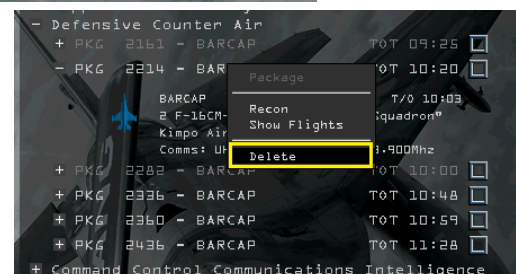 - Defensive Counter Air
+ PKG 2161 - BARCAP TOT 09:25
- PKG 2214 - BAR TOT 10:20
Package
BARCAP T/O 10:03
Recon
2 F-16CM- Squadron"
Show Flights
Kimpo Air
Comms: UH .900Mhz
Delete
+ PKG 2282 - BARCAP TOT 10:00
+ PKG 2336 - BARCAP TOT 10:48
+ PKG 2360 - BARCAP TOT 10:59
+ PKG 2436 - BARCAP TOT 11:28
+ Command Control Communications Intelligence